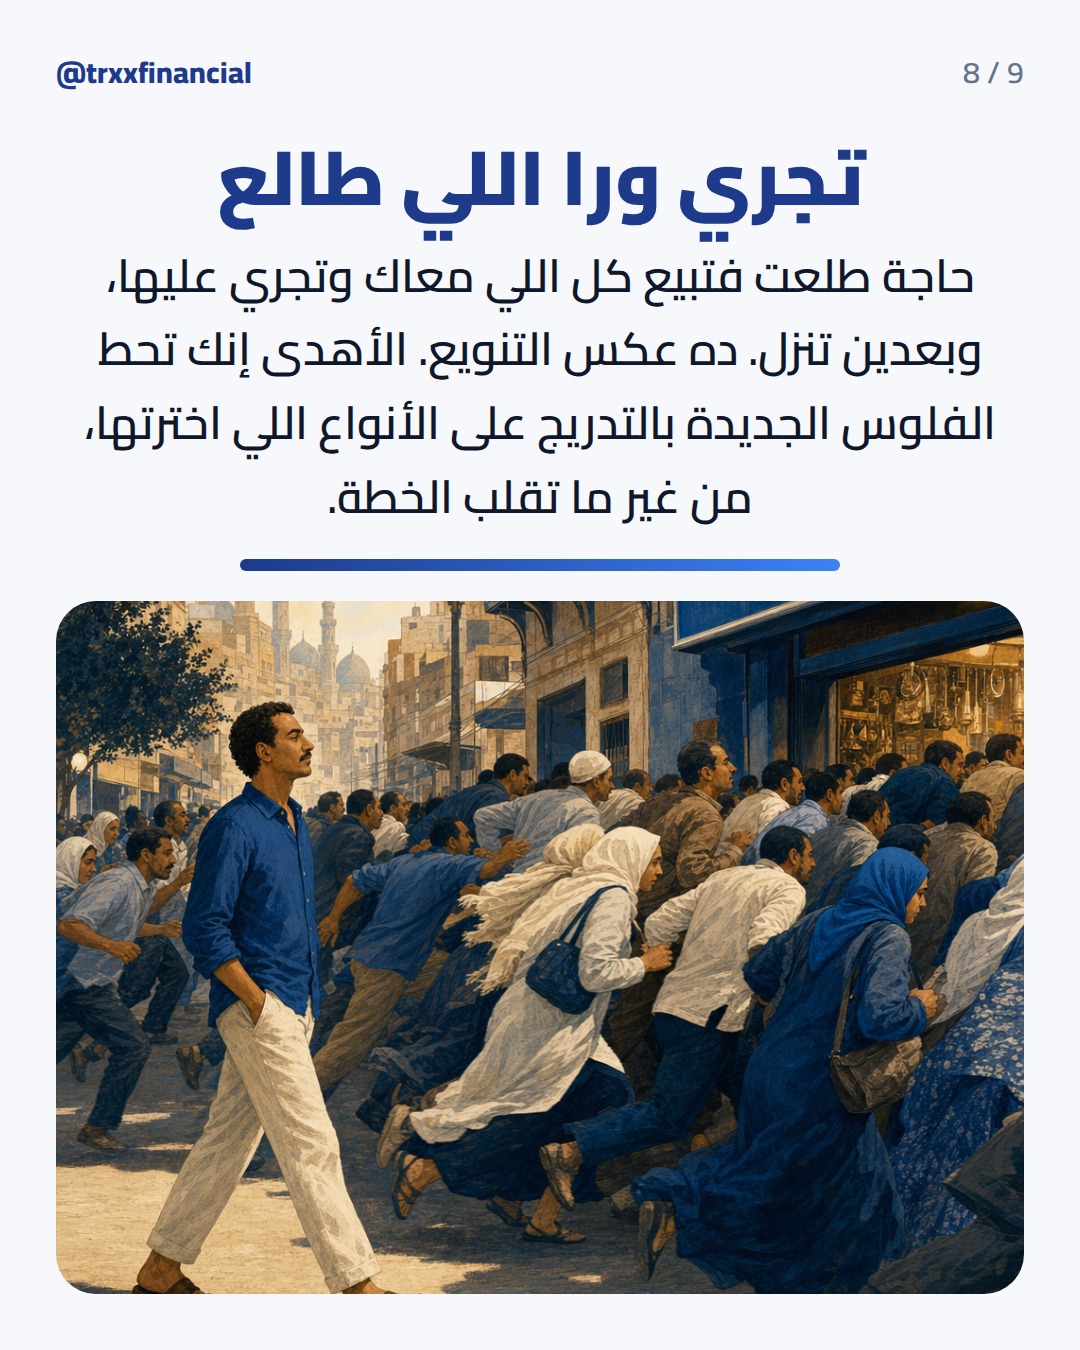 @trxxfinancial
8 / 9
تجري ورا اللي طالع
حاجة طلعت فتبيع كل اللي معاك وتجري عليها،
وبعدين تنزل. ده عكس التنويع. الأهدى إنك تحط
الفلوس الجديدة بالتدريج على الأنواع اللي اخترتها،
من غير ما تقلب الخطة.